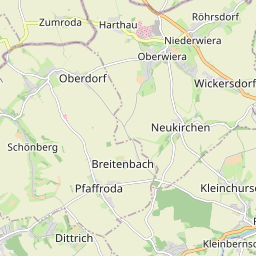 Röhrsdorf
Zumroda
Harthau
Niederwiera
Oberwiera
Oberdorf
Wickersdorf
Neukirchen
Schönberg
Breitenbach
Pfaffroda
Kleinchurs
Dittrich
Kleinbernsd